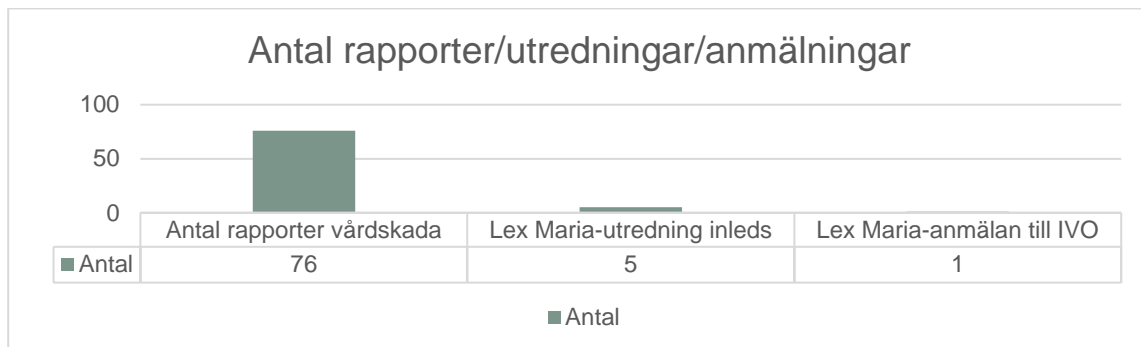 Antal rapporter/utredningar/anmälningar
100
50
0
Antal rapporter vårdskada Lex Maria-utredning inleds Lex Maria-anmälan till IVO
Antal 76 5 1
Antal